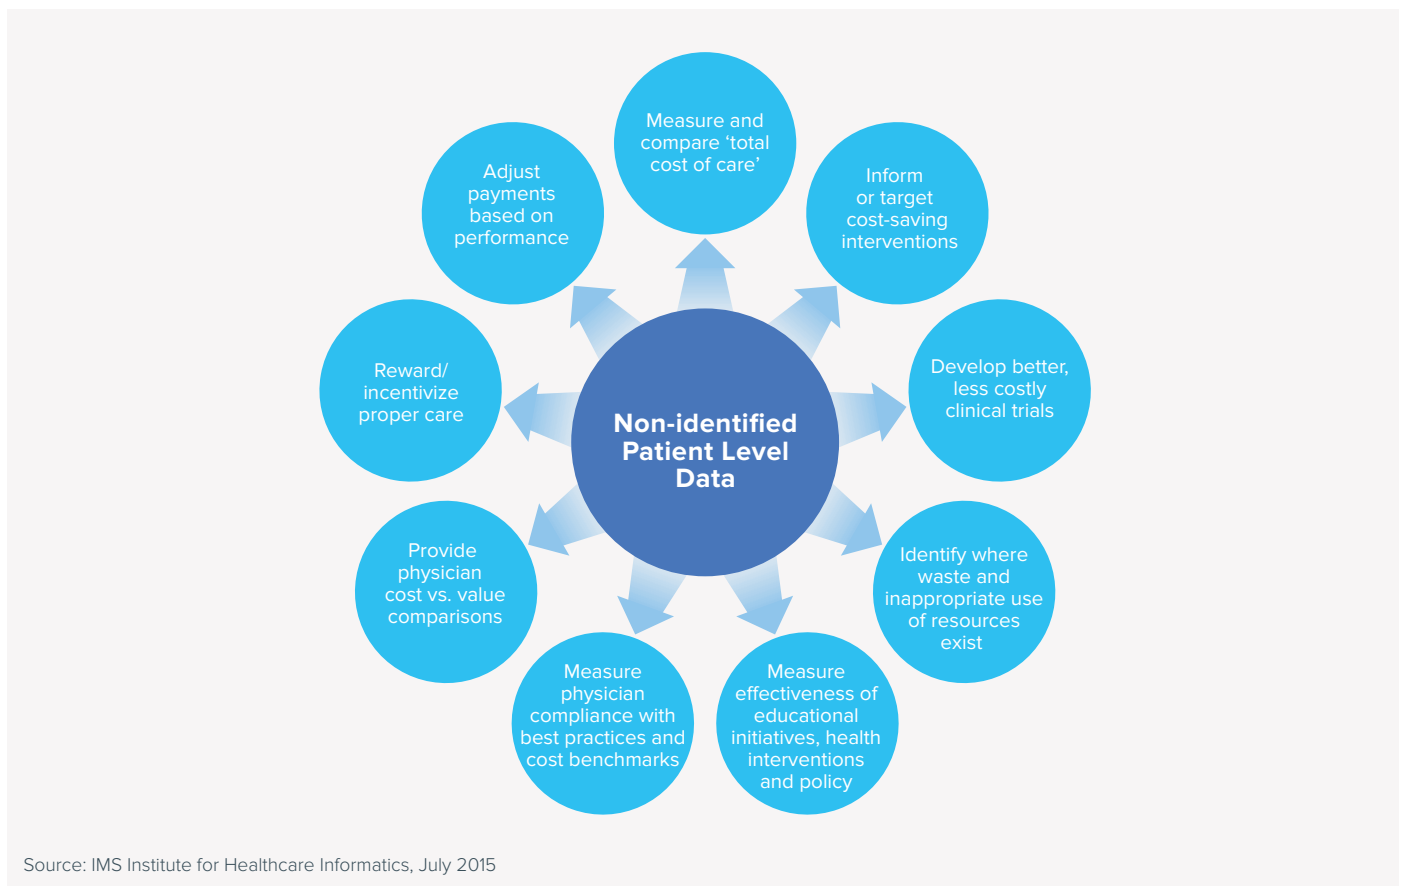 Measure and
compare ‘total
cost of care’
Inform
or target
cost-saving
interventions
Develop better,
less costly
clinical trials
Identify where
waste and
inappropriate use
of resources
exist
Measure
effectiveness of
educational
initiatives, health
interventions
and policy
Measure
physician
compliance with
best practices and
cost benchmarks
Provide
physician
cost vs. value
comparisons
Reward/
incentivize
proper care
Adjust
payments
based on
performance
Non-identified
Patient Level
Data
Source: IMS Institute for Healthcare Informatics, July 2015